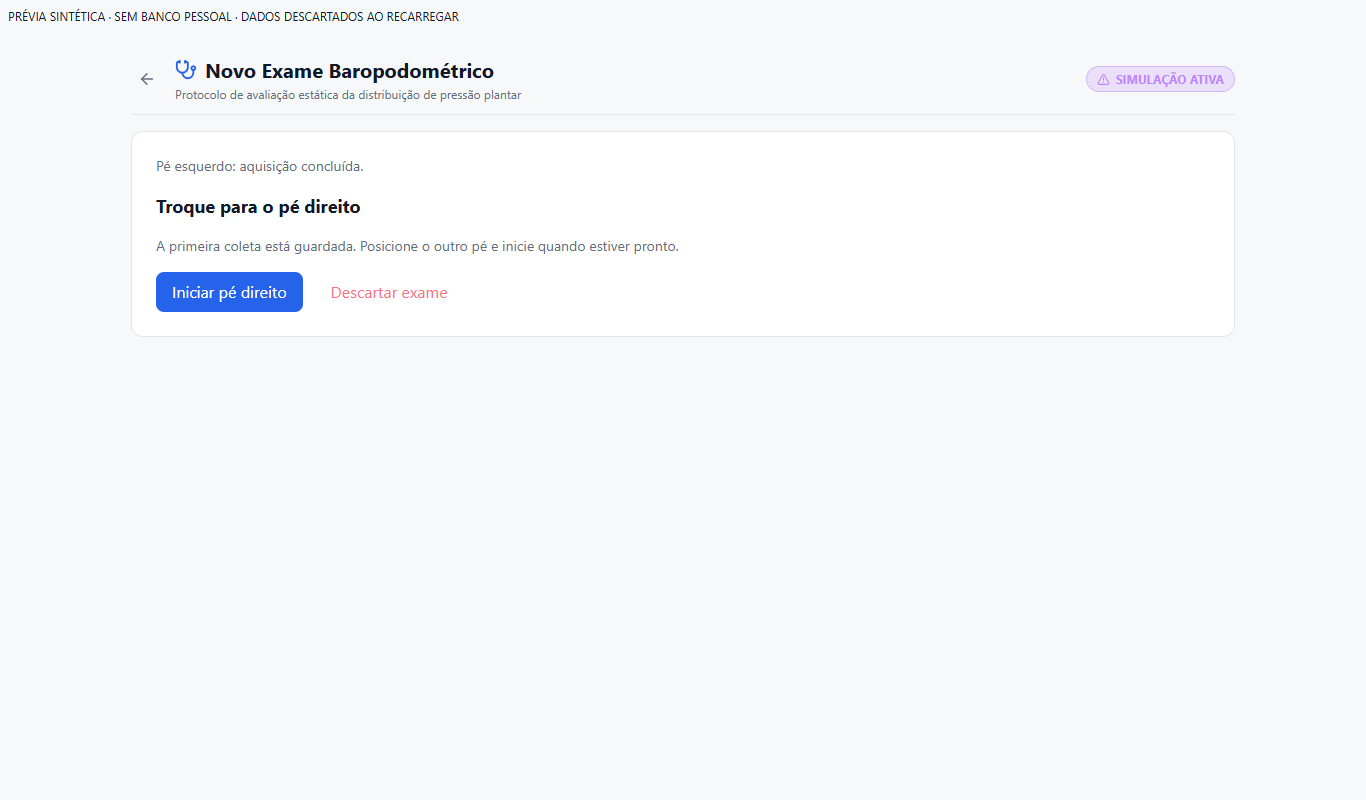 PRÉVIA SINTÉTICA · SEM BANCO PESSOAL · DADOS DESCARTADOS AO RECARREGAR
Novo Exame Baropodométrico
Protocolo de avaliação estática da distribuição de pressão plantar
SIMULAÇÃO ATIVA
Pé esquerdo: aquisição concluída.
Troque para o pé direito
A primeira coleta está guardada. Posicione o outro pé e inicie quando estiver pronto.
Iniciar pé direito
Descartar exame